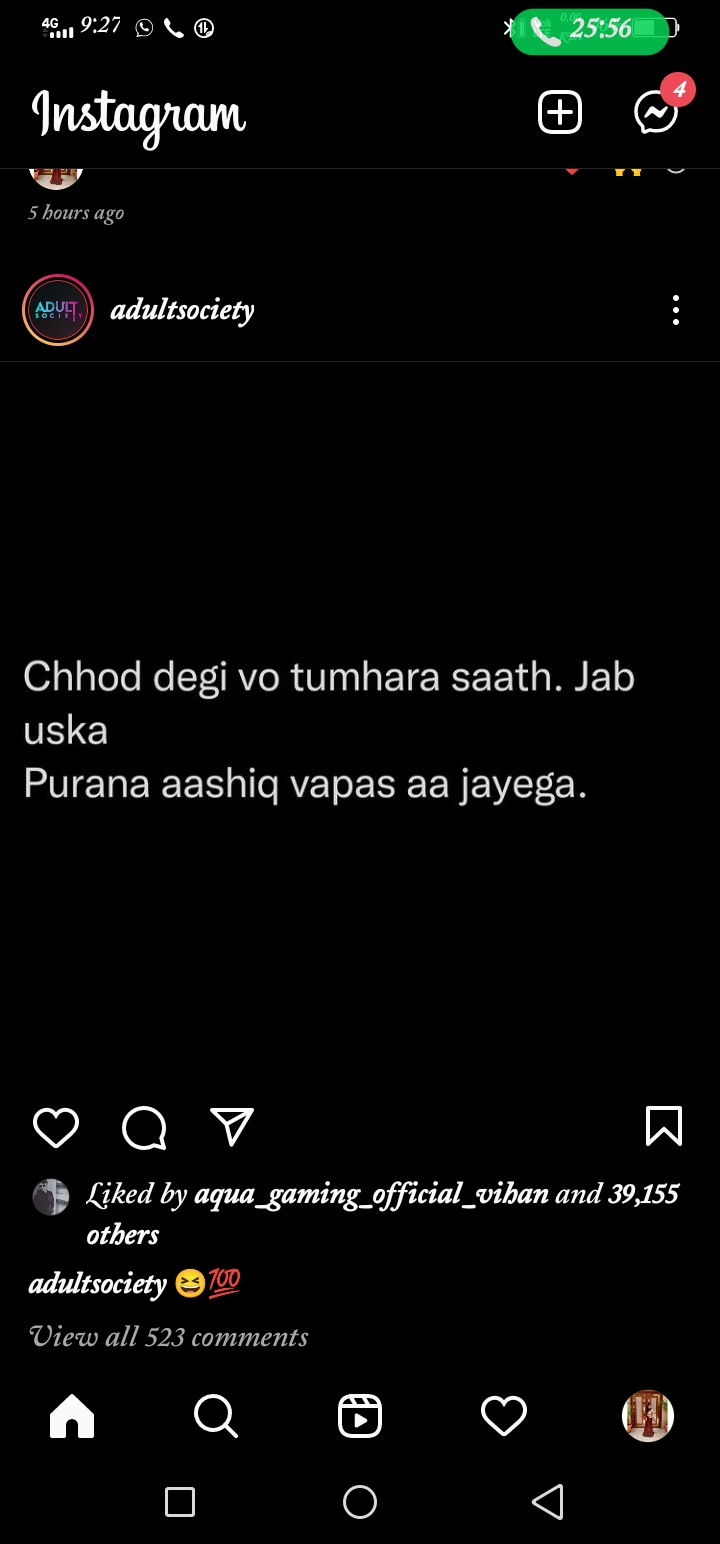 4G 9:27 25:56
Instagram 4
5 hours ago
ADULT
SOCIETY
adultsociety
Chhod degi vo tumhara saath. Jab
uska
Purana aashiq vapas aa jayega.
Liked by aqua_gaming_official_vihan and 39,155
others
adultsociety 😆💯
View all 523 comments